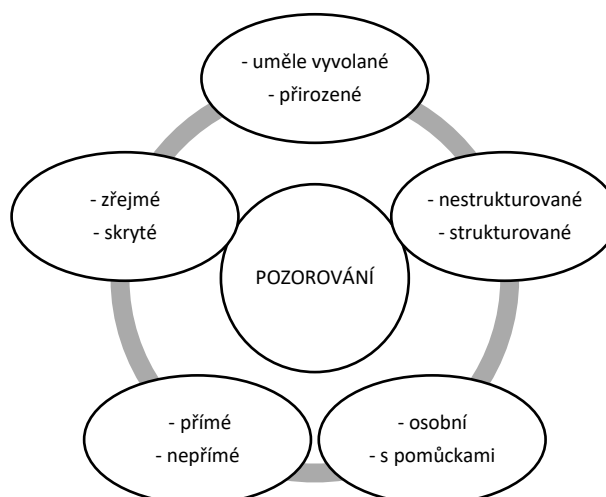 - uměle vyvolané
- přirozené
- zřejmé
- skryté
- nestrukturované
- strukturované
POZOROVÁNÍ
- přímé
- nepřímé
- osobní
- s pomůckami